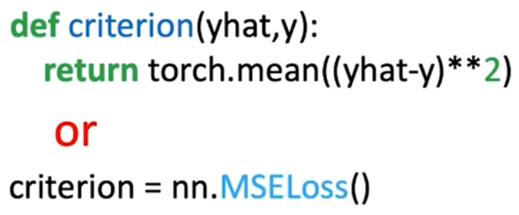 def criterion(yhat,y):
return torch.mean((yhat-y)**2)
or
criterion = nn.MSELoss()